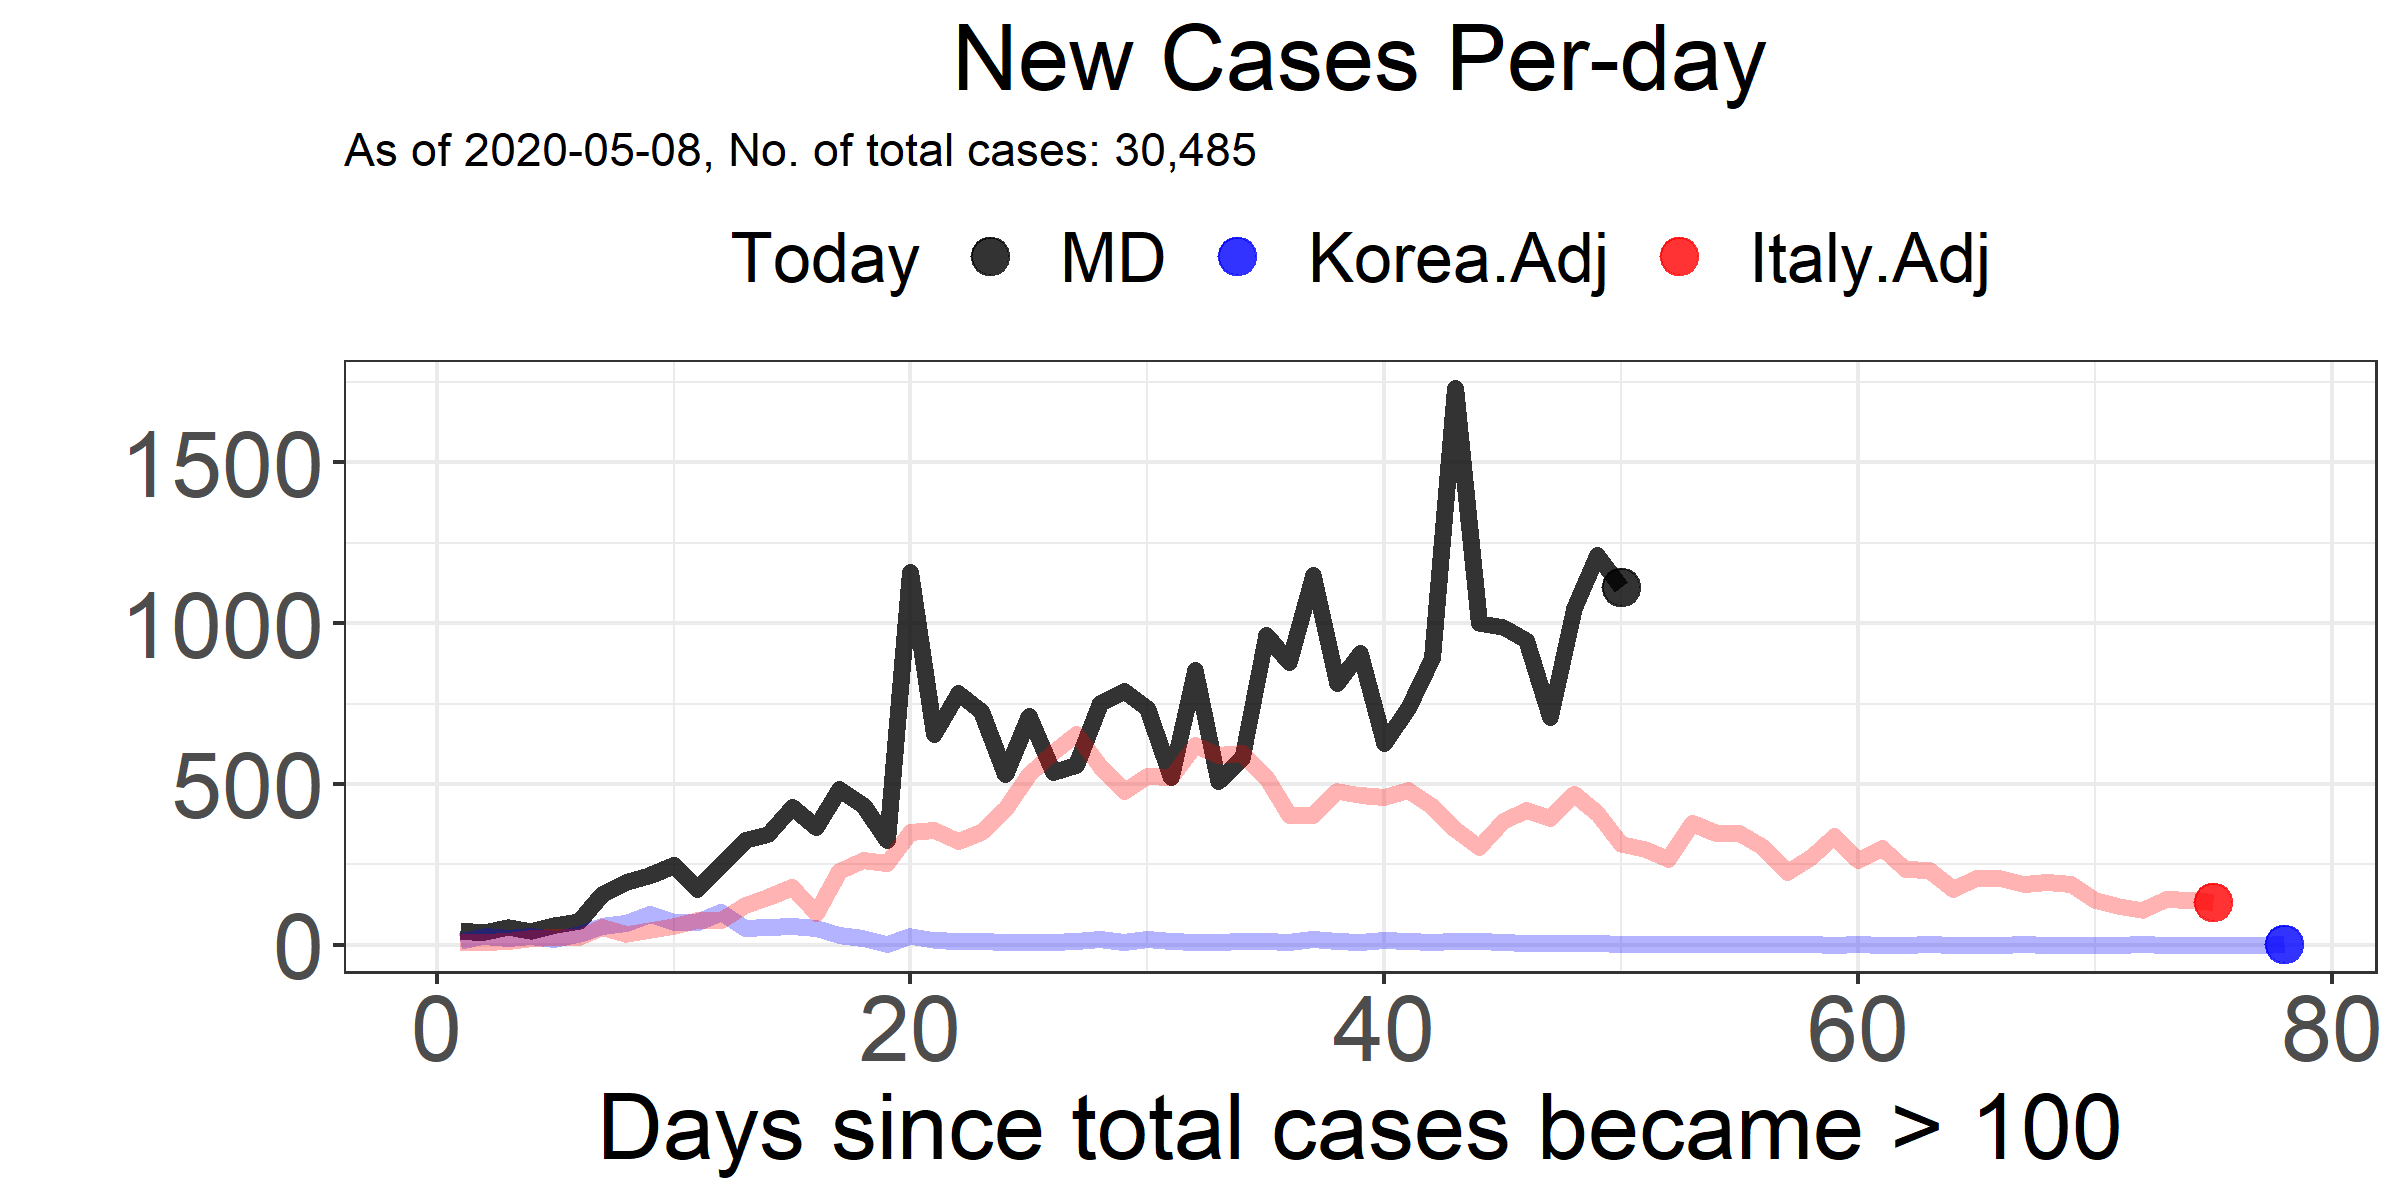 New Cases Per-day
As of 2020-05-08, No. of total cases: 30,485
Today MD Korea.Adj Italy.Adj
1500
1000
500
0
0 20 40 60 80
Days since total cases became > 100